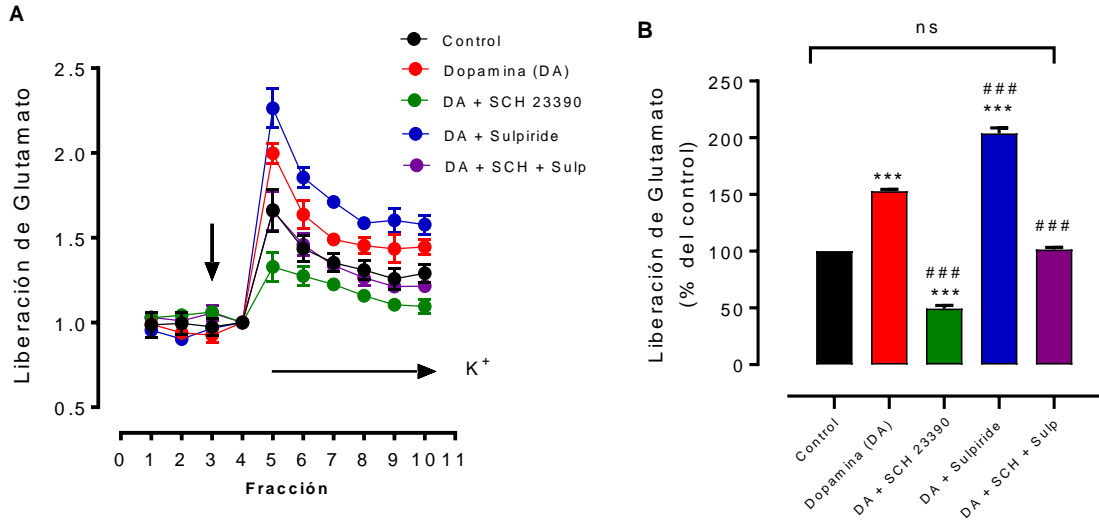 A
Control
Dopamina (DA)
DA + SCH 23390
DA + Sulpiride
DA + SCH + Sulp
Liberación de Glutamato
2.5
2.0
1.5
1.0
0.5
K+
0 1 2 3 4 5 6 7 8 9 10 11
Fracción
B
ns
Liberación de Glutamato
(% del control)
250
200
150
100
50
0
***
###
***
###
***
###
Control
Dopamina (DA)
DA + SCH 23390
DA + Sulpiride
DA + SCH + Sulp